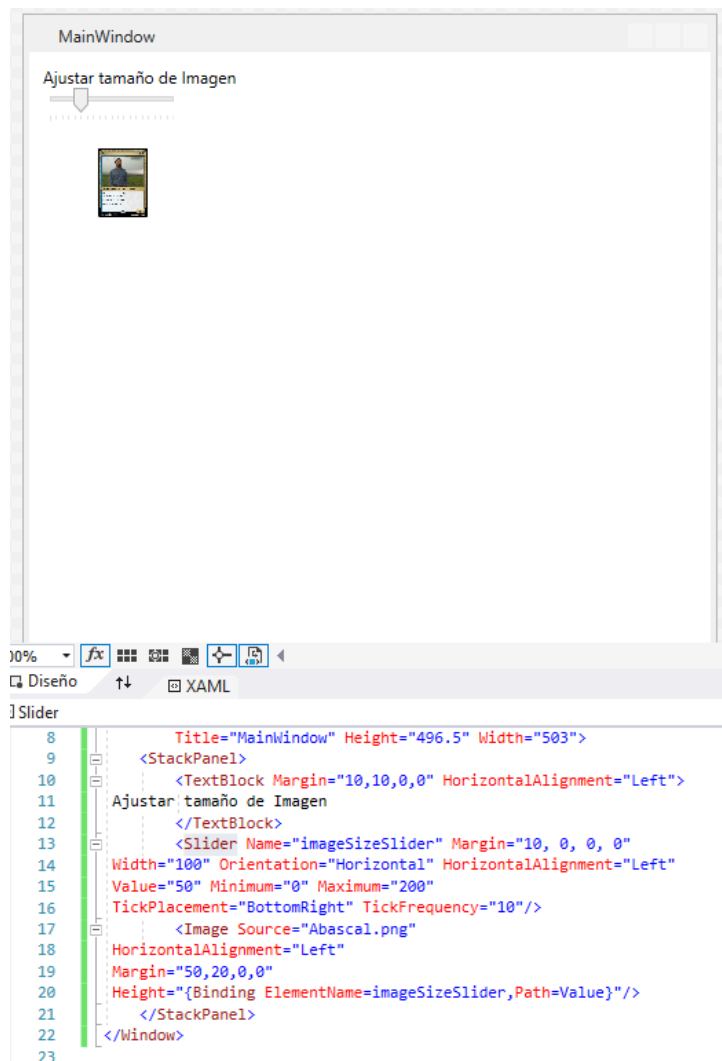 MainWindow
Ajustar tamaño de Imagen
00%
fx
Diseño
XAML
Slider
8 Title="MainWindow" Height="496.5" Width="503">
9 <StackPanel>
10 <TextBlock Margin="10,10,0,0" HorizontalAlignment="Left">
11 Ajustar tamaño de Imagen
12 </TextBlock>
13 <Slider Name="imageSizeSlider" Margin="10, 0, 0, 0"
14 Width="100" Orientation="Horizontal" HorizontalAlignment="Left"
15 Value="50" Minimum="0" Maximum="200"
16 TickPlacement="BottomRight" TickFrequency="10"/>
17 <Image Source="Abascal.png"
18 HorizontalAlignment="Left"
19 Margin="50,20,0,0"
20 Height="{Binding ElementName=imageSizeSlider,Path=Value}"/>
21 </StackPanel>
22 </Window>
23